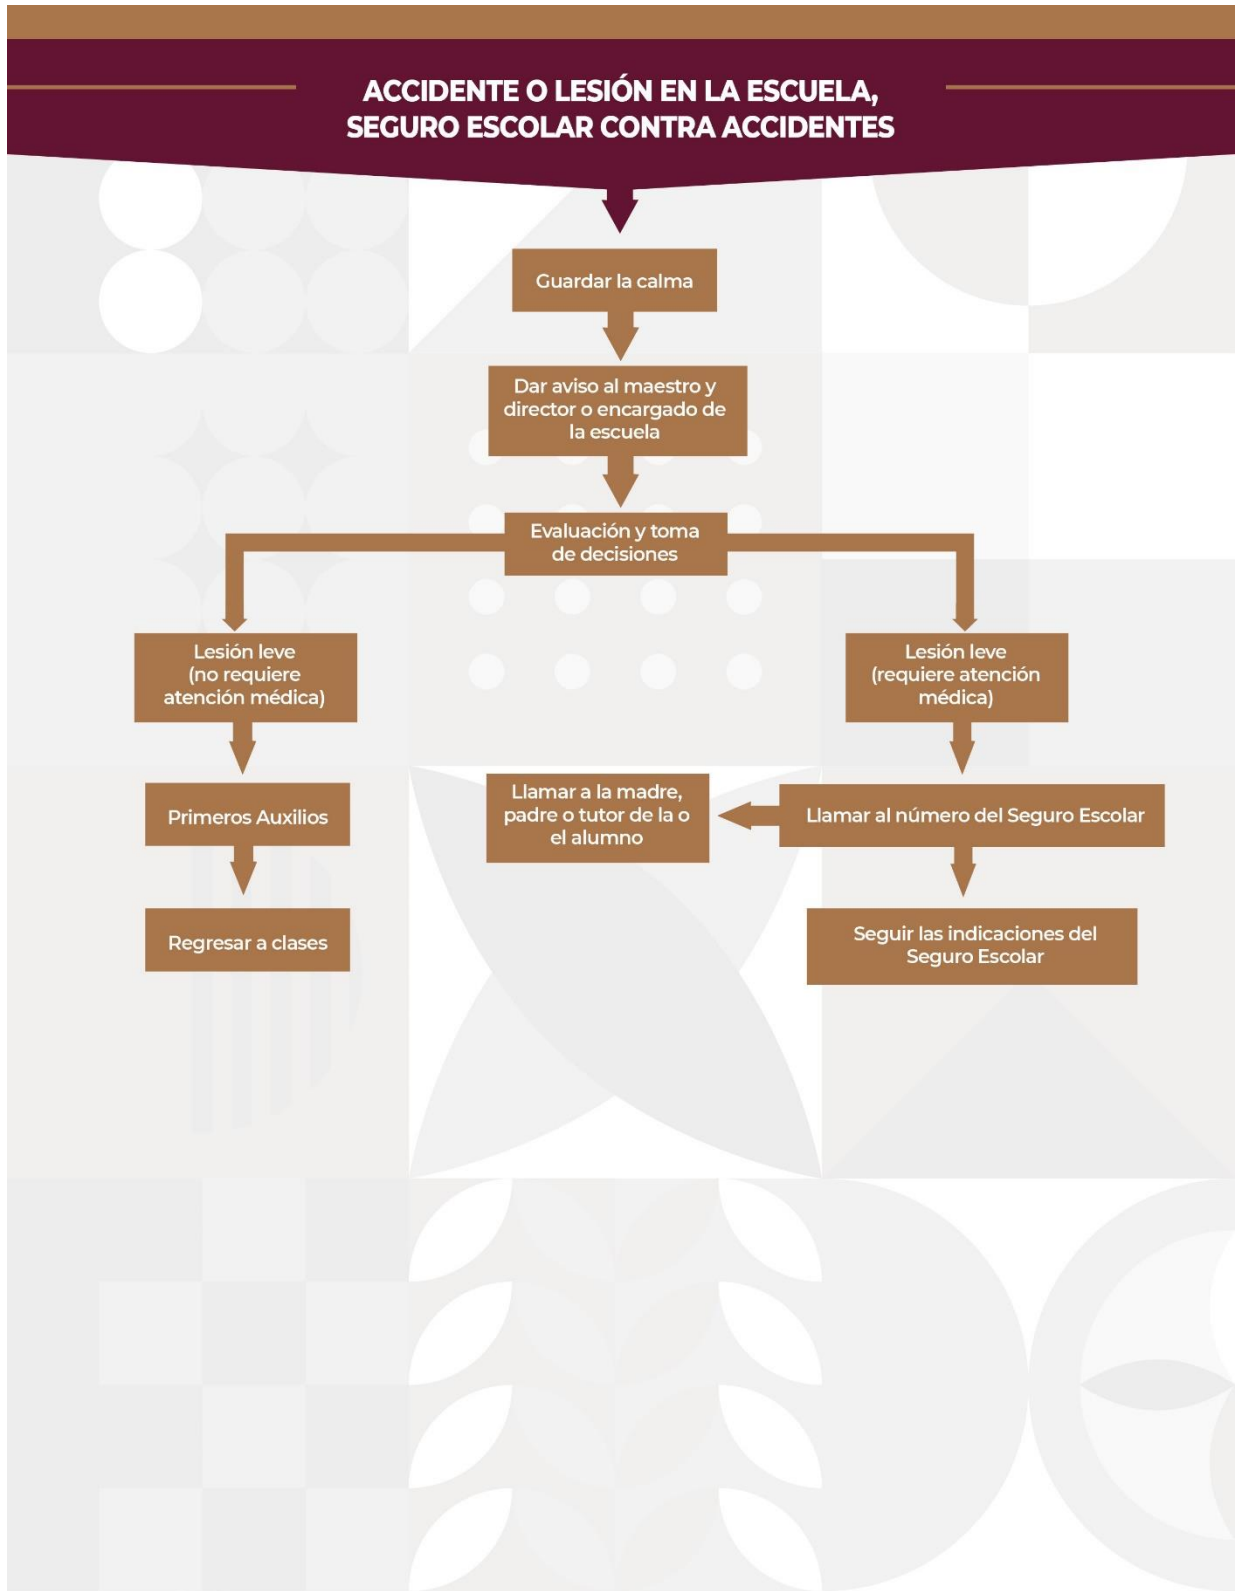 ACCIDENTE O LESIÓN EN LA ESCUELA,
SEGURO ESCOLAR CONTRA ACCIDENTES
Guardar la calma
Dar aviso al maestro y
director o encargado de
la escuela
Evaluación y toma
de decisiones
Lesión leve
(no requiere
atención médica)
Lesión leve
(requiere atención
médica)
Primeros Auxilios
Llamar a la madre,
padre o tutor de la o
el alumno
Llamar al número del Seguro Escolar
Regresar a clases
Seguir las indicaciones del
Seguro Escolar